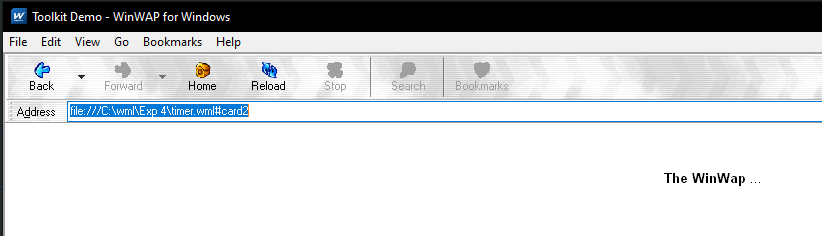 Toolkit Demo - WinWAP for Windows
File Edit View Go Bookmarks Help
Back Forward Home Reload Stop Search Bookmarks
Address file:///C:\wml\Exp 4\timer.wml#card2
The WinWap ...